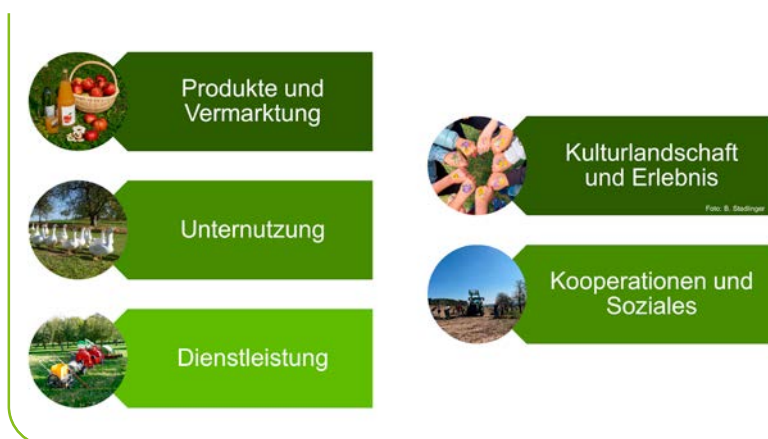 Produkte und
Vermarktung
Unternutzung
Dienstleistung
Kulturlandschaft
und Erlebnis
Foto: B. Stadlinger
Kooperationen und
Soziales